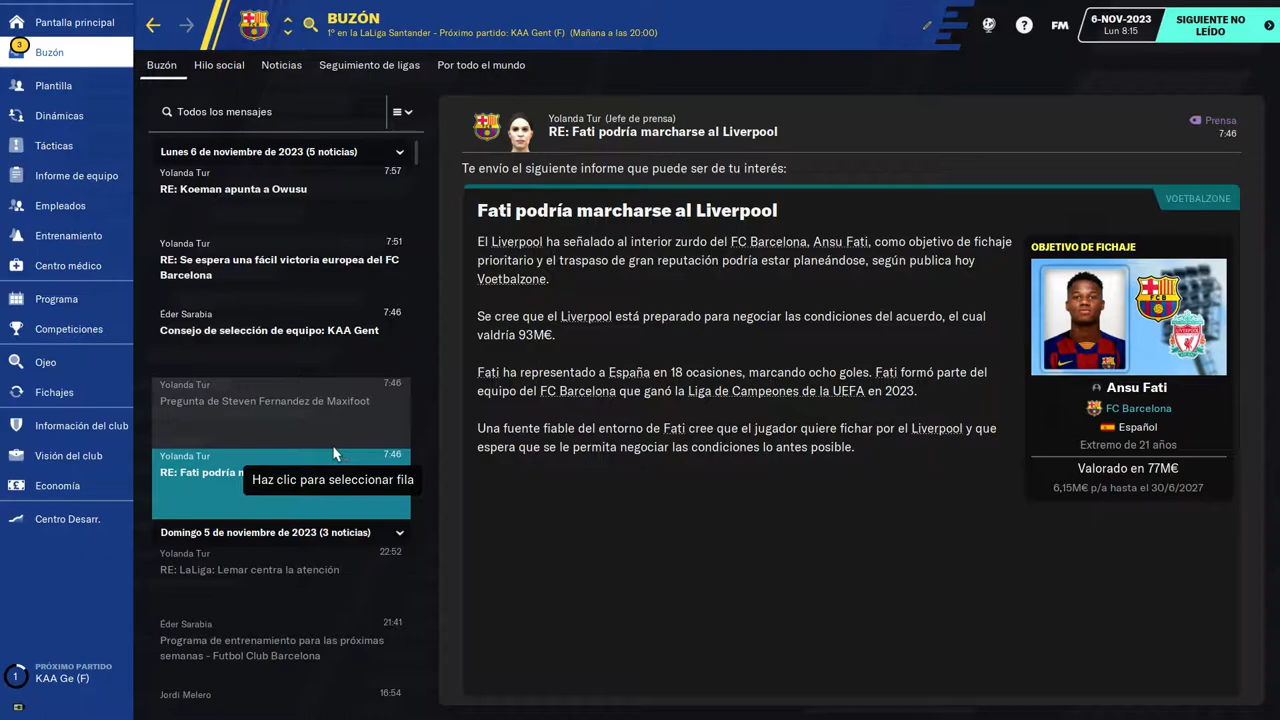 Pantalla principal
3
Buzón
Plantilla
Dinámicas
Tácticas
Informe de equipo
Empleados
Entrenamiento
Centro médico
Programa
Competiciones
Ojeo
Fichajes
Información del club
Visión del club
Economía
Centro Desarr.
1
PRÓXIMO PARTIDO
KAA Ge (F)
BUZÓN
1º en la LaLiga Santander - Próximo partido: KAA Gent (F) (Mañana a las 20:00)
?
FM
6-NOV-2023
Lun 8:15
SIGUIENTE NO
LEÍDO
Buzón Hilo social Noticias Seguimiento de ligas Por todo el mundo
Todos los mensajes
Lunes 6 de noviembre de 2023 (5 noticias)
Yolanda Tur 7:57
RE: Koeman apunta a Owusu
Yolanda Tur 7:51
RE: Se espera una fácil victoria europea del FC
Barcelona
Éder Sarabia 7:46
Consejo de selección de equipo: KAA Gent
Yolanda Tur 7:46
Pregunta de Steven Fernandez de Maxifoot
Yolanda Tur 7:46
RE: Fati podría
Haz clic para seleccionar fila
Domingo 5 de noviembre de 2023 (3 noticias)
Yolanda Tur 22:52
RE: LaLiga: Lemar centra la atención
Éder Sarabia 21:41
Programa de entrenamiento para las próximas
semanas - Futbol Club Barcelona
Jordi Melero 16:54
Yolanda Tur (Jefe de prensa)
RE: Fati podría marcharse al Liverpool
Prensa
7:46
Te envío el siguiente informe que puede ser de tu interés:
VOETBALZONE
Fati podría marcharse al Liverpool
El Liverpool ha señalado al interior zurdo del FC Barcelona, Ansu Fati, como objetivo de fichaje
prioritario y el traspaso de gran reputación podría estar planeándose, según publica hoy
Voetbalzone.
Se cree que el Liverpool está preparado para negociar las condiciones del acuerdo, el cual
valdría 93M€.
Fati ha representado a España en 18 ocasiones, marcando ocho goles. Fati formó parte del
equipo del FC Barcelona que ganó la Liga de Campeones de la UEFA en 2023.
Una fuente fiable del entorno de Fati cree que el jugador quiere fichar por el Liverpool y que
espera que se le permita negociar las condiciones lo antes posible.
OBJETIVO DE FICHAJE
Ansu Fati
FC Barcelona
Español
Extremo de 21 años
Valorado en 77M€
6,15M€ p/a hasta el 30/6/2027